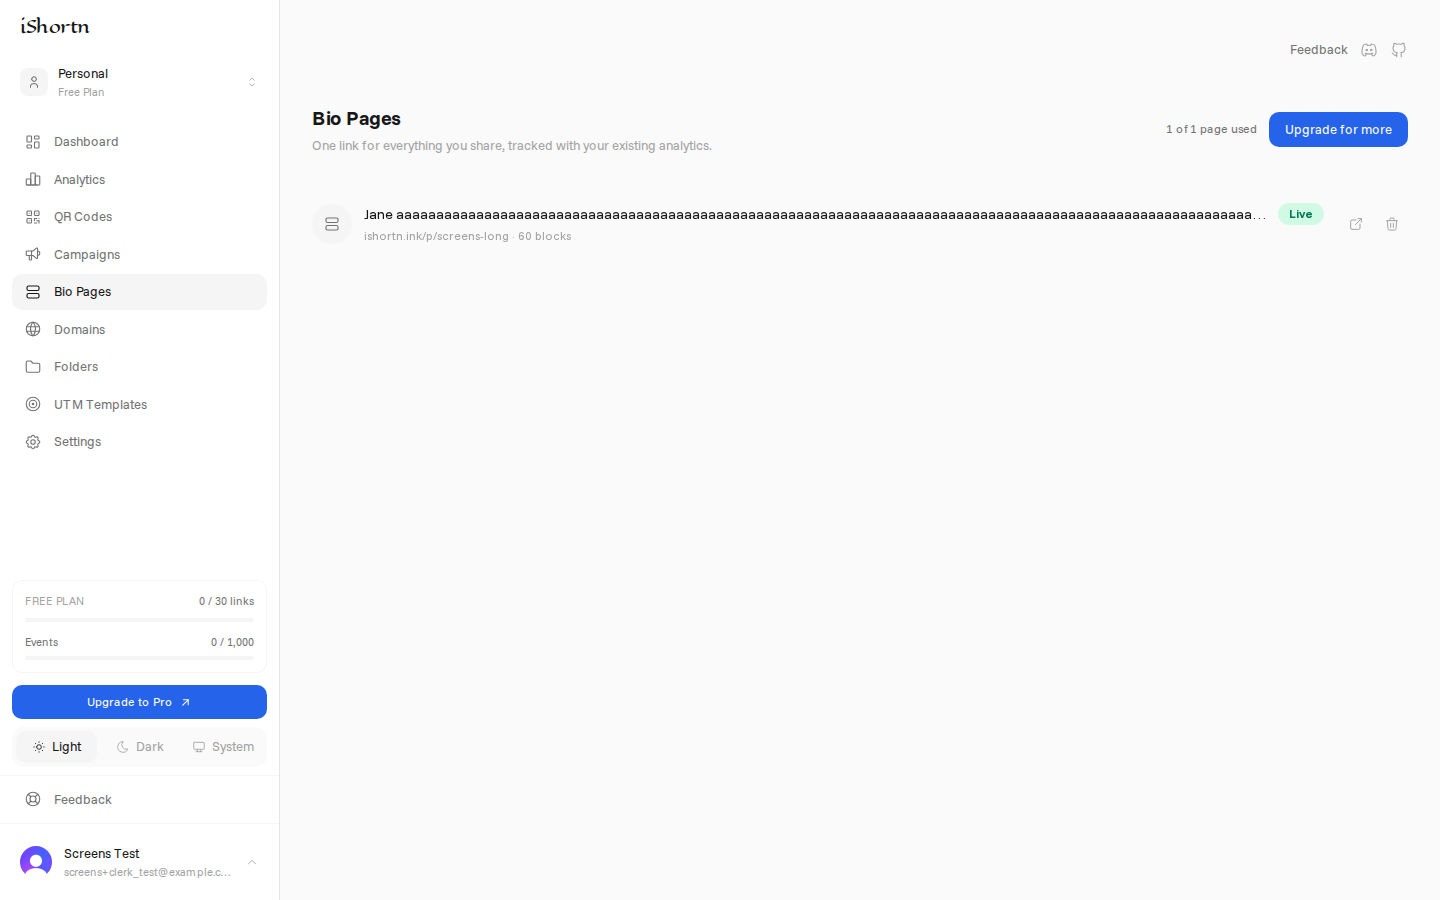 iShortn
Personal
Free Plan
Dashboard
Analytics
QR Codes
Campaigns
Bio Pages
Domains
Folders
UTM Templates
Settings
FREE PLAN 0 / 30 links
Events 0 / 1,000
Upgrade to Pro
Light Dark System
Feedback
Screens Test
screens+clerk_test@example.c...
Feedback
Bio Pages
One link for everything you share, tracked with your existing analytics.
1 of 1 page used
Upgrade for more
Jane aaaaaaaaaaaaaaaaaaaaaaaaaaaaaaaaaaaaaaaaaaaaaaaaaaaaaaaaaaaaaaaaaaaaaaaaaaaaaaaaaaaaaaaaaaaaaaaaaaaaaaaaaaa...
Live
ishortn.ink/p/screens-long · 60 blocks